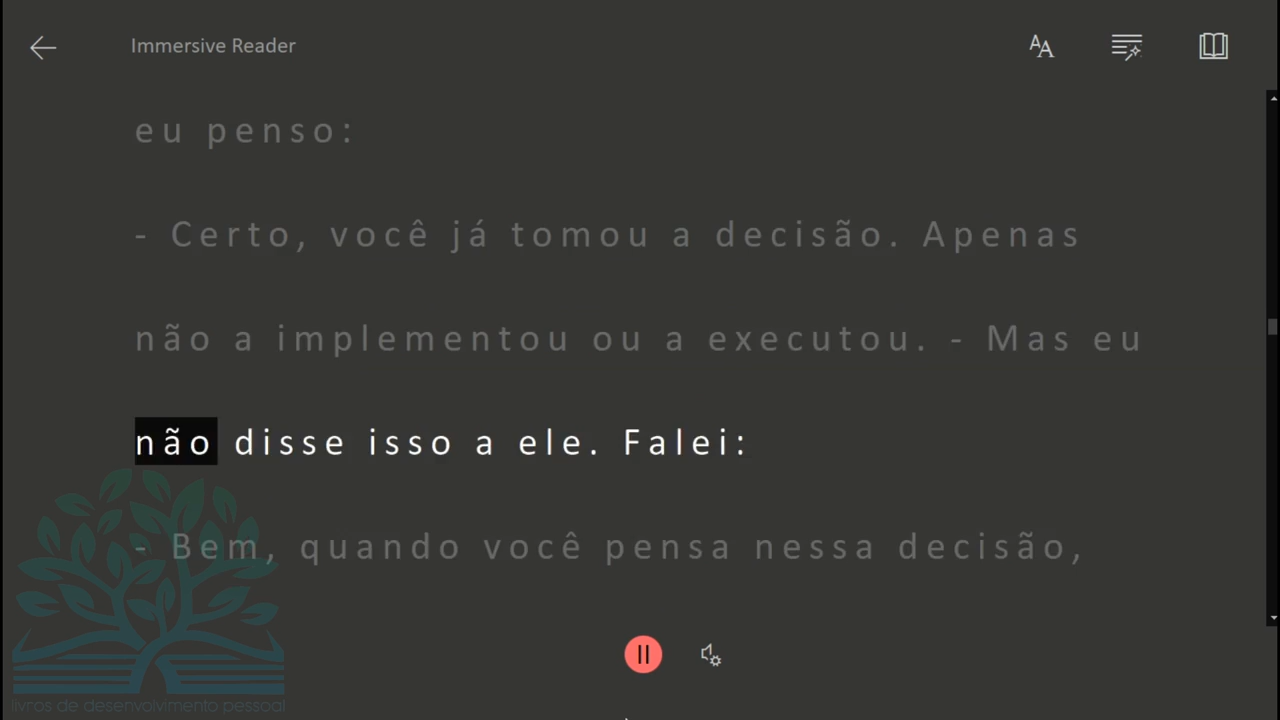 Immersive Reader
eu penso:
- Certo, você já tomou a decisão. Apenas
não a implementou ou a executou. - Mas eu
não disse isso a ele. Falei:
- Bem, quando você pensa nessa decisão,
livros de desenvolvimento pessoal